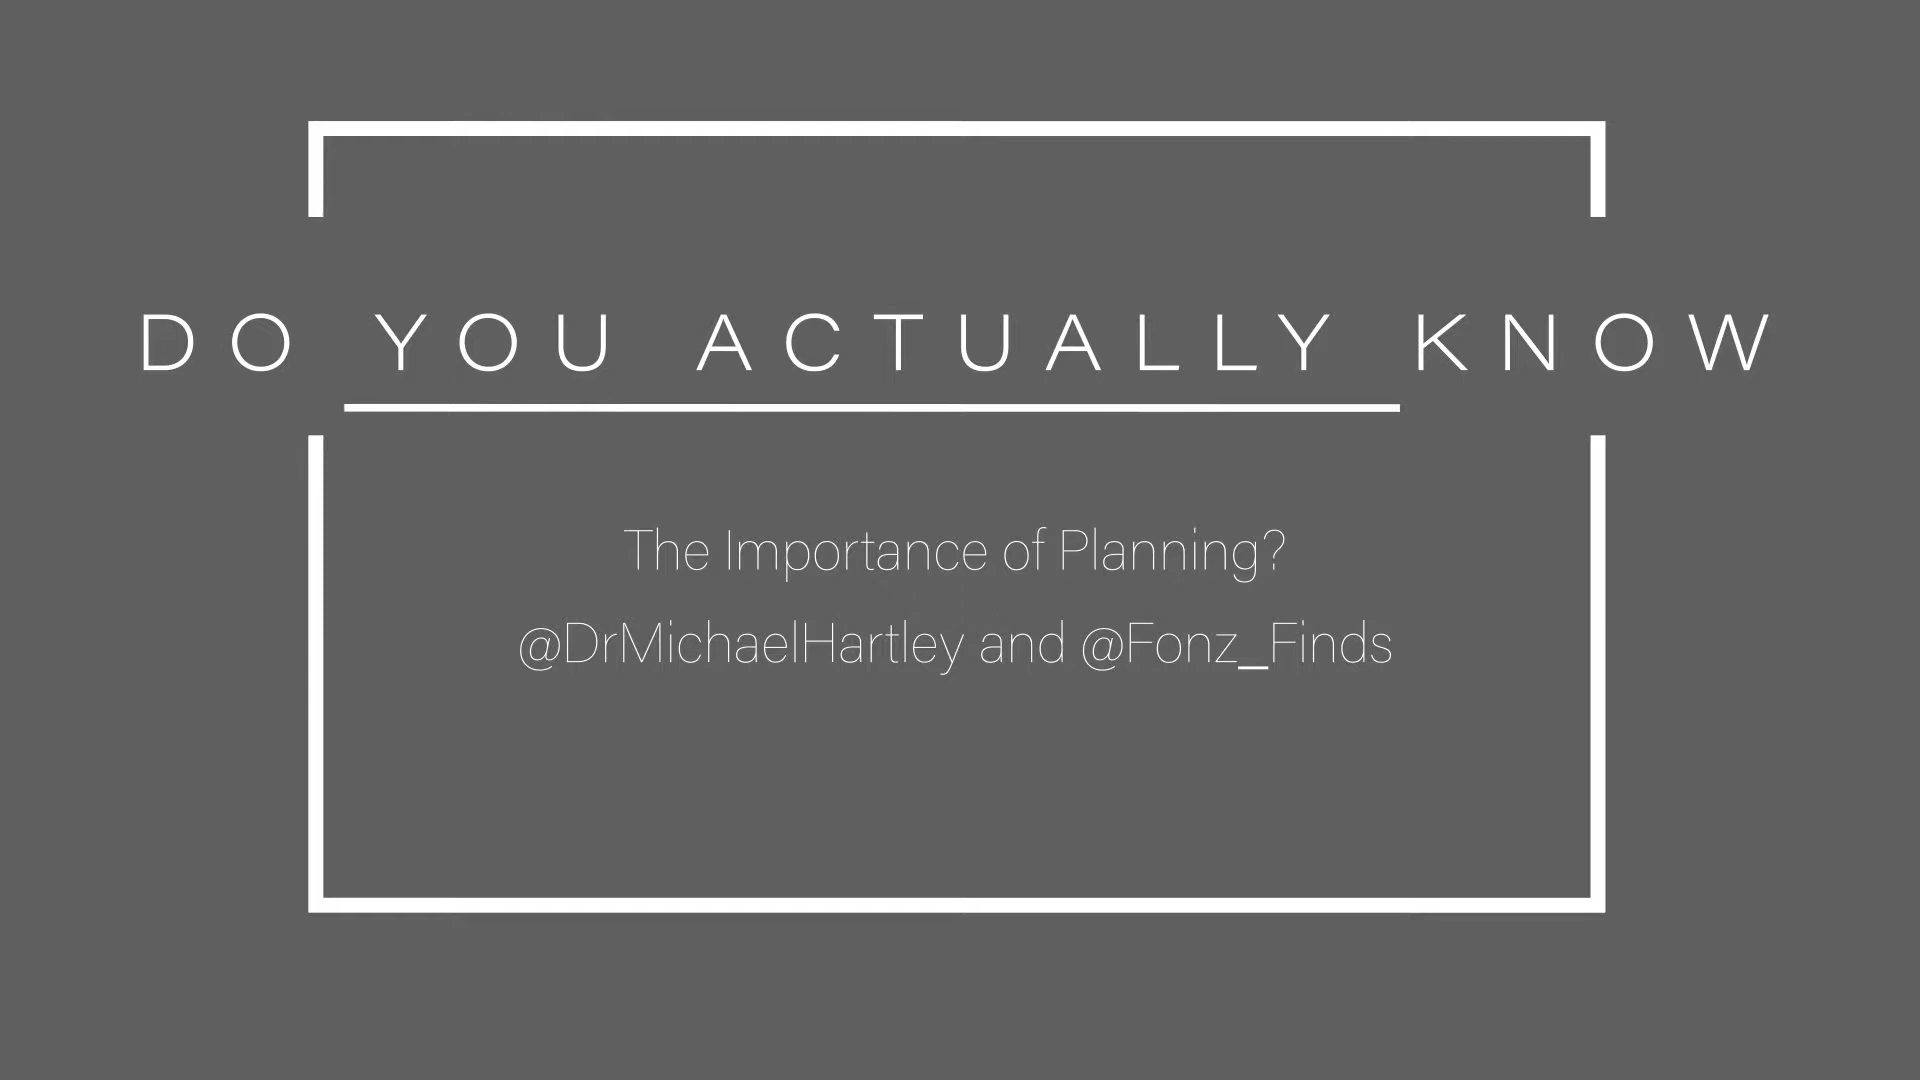 DO YOU ACTUALLY KNOW
The Importance of Planning?
@DrMichaelHartley and @Fonz_Finds